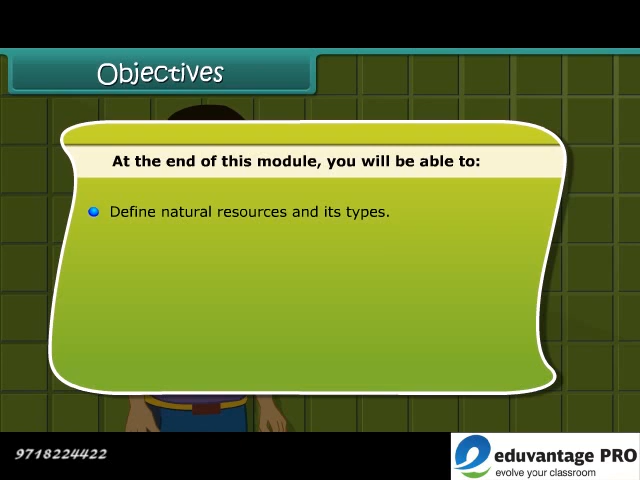 Objectives
At the end of this module, you will be able to:
Define natural resources and its types.
9718224422
eduvantage PRO
evolve your classroom